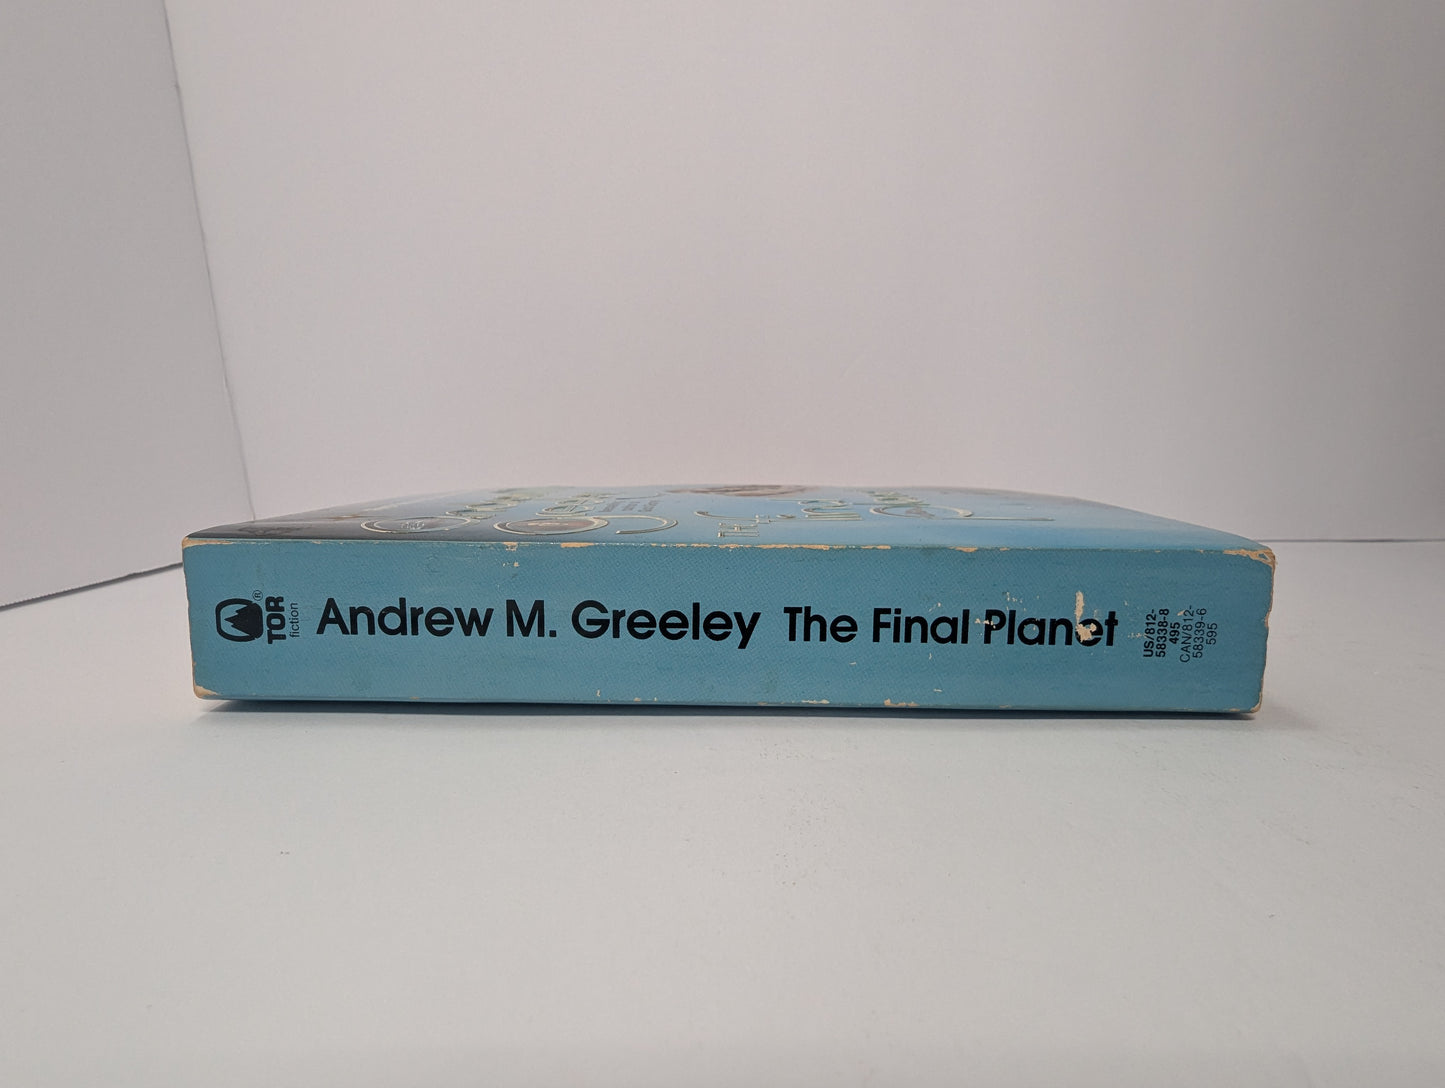 TOR®
fiction
Andrew M. Greeley The Final Planet
US/812-
58338-8
495
CAN/812-
58339-6
595